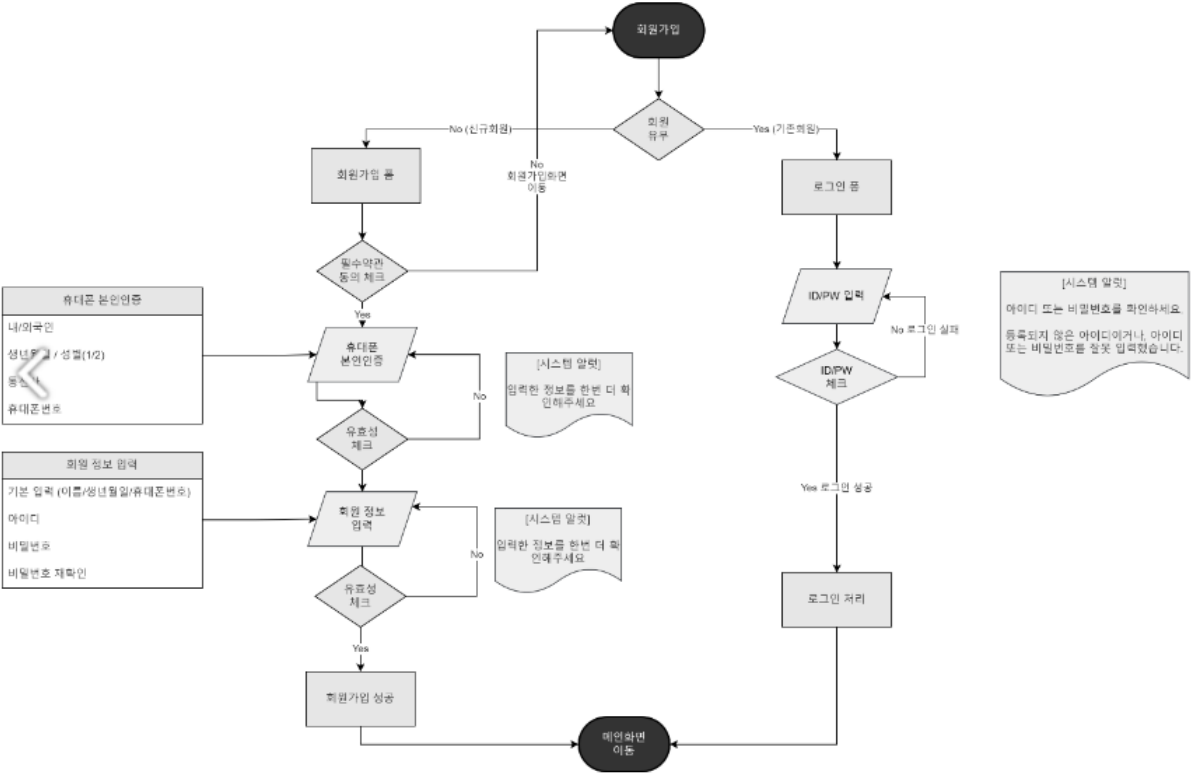 회원가입
회원
유무
No (신규회원)
Yes (기존회원)
회원가입 폼
No
회원가입화면
이동
로그인 폼
필수약관
동의 체크
Yes
ID/PW 입력
No 로그인 실패
ID/PW
체크
[시스템 알럿]
아이디 또는 비밀번호를 확인하세요.
등록되지 않은 아이디이거나, 아이디
또는 비밀번호를 잘못 입력했습니다.
휴대폰 본인인증
내/외국인
생년월일 / 성별(1/2)
휴대폰번호
휴대폰
본인인증
No
[시스템 알럿]
입력한 정보를 한번 더 확
인해주세요
유효성
체크
회원 정보 입력
기본 입력 (이름/생년월일/휴대폰번호)
아이디
비밀번호
비밀번호 재확인
회원 정보
입력
No
[시스템 알럿]
입력한 정보를 한번 더 확
인해주세요
유효성
체크
Yes
Yes 로그인 성공
로그인 처리
회원가입 성공
메인화면
이동